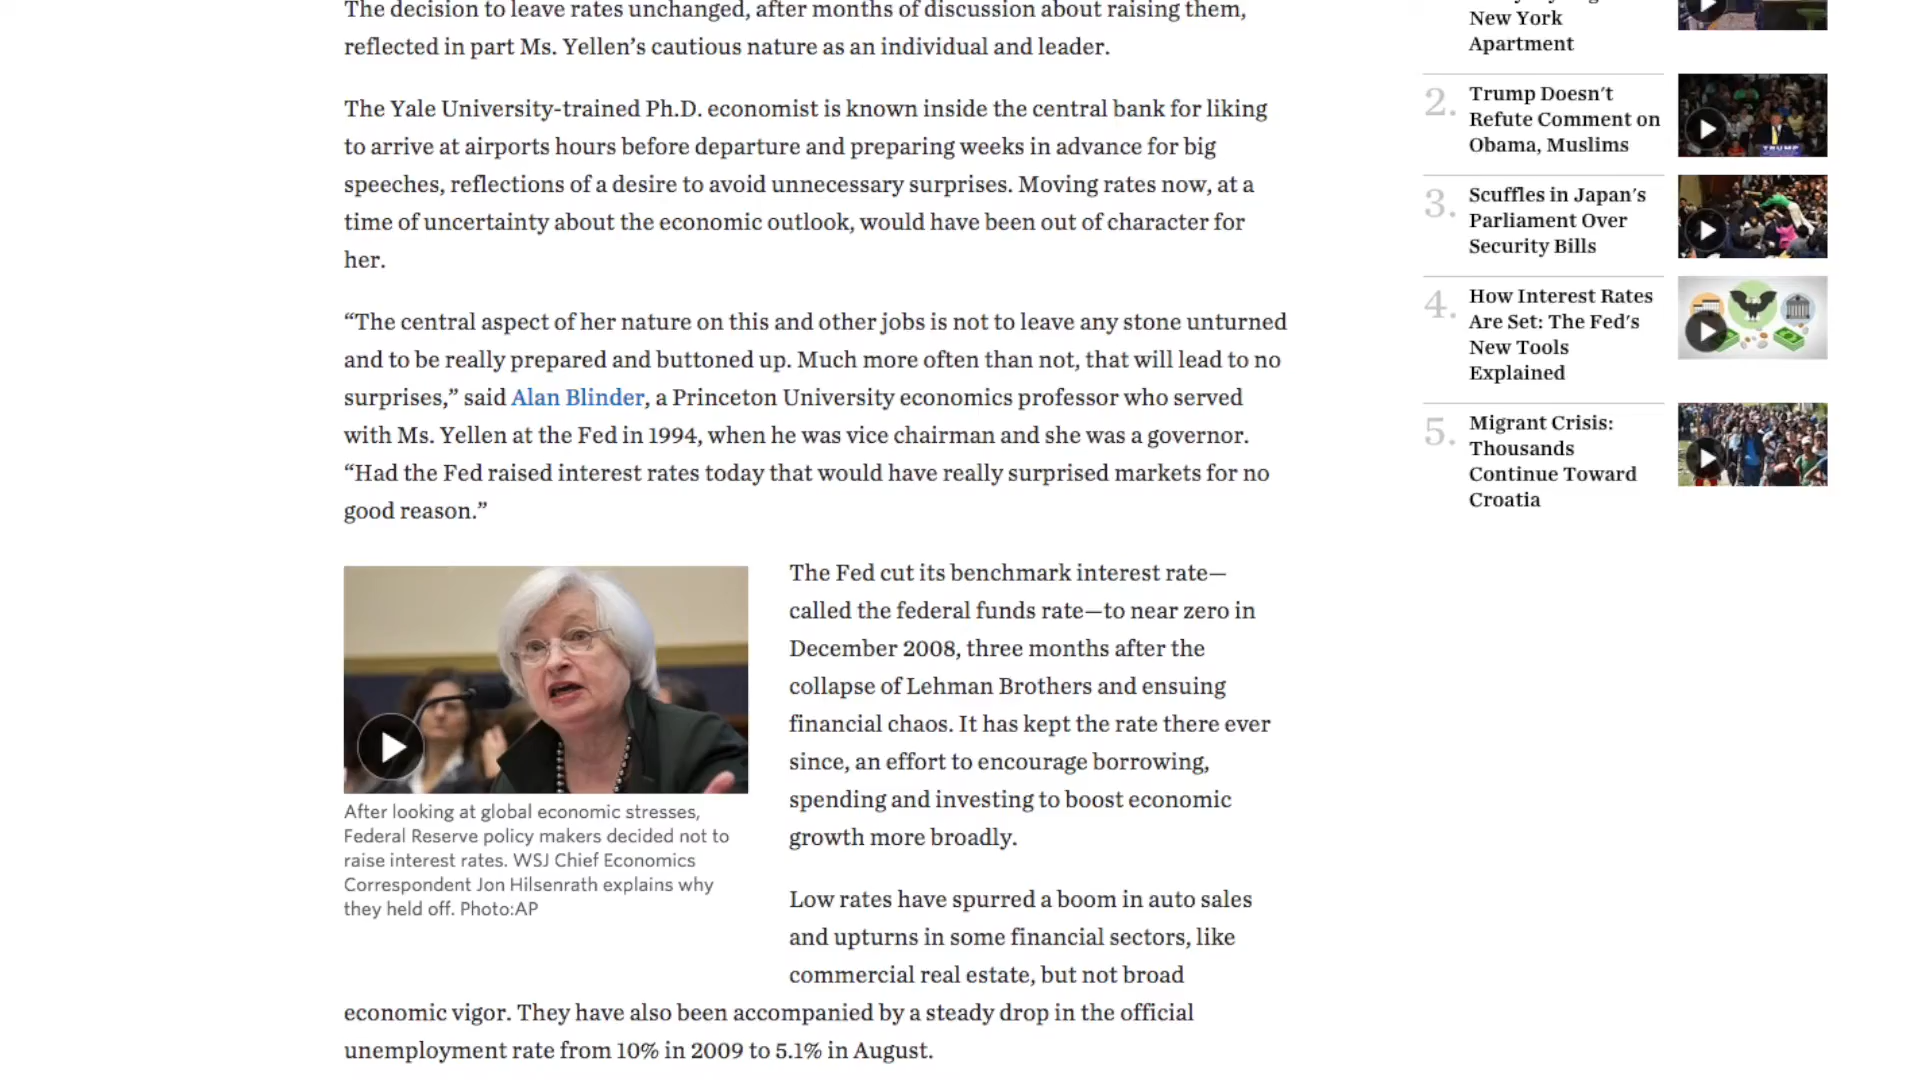 The decision to leave rates unchanged, after months of discussion about raising them,
reflected in part Ms. Yellen’s cautious nature as an individual and leader.
The Yale University-trained Ph.D. economist is known inside the central bank for liking
to arrive at airports hours before departure and preparing weeks in advance for big
speeches, reflections of a desire to avoid unnecessary surprises. Moving rates now, at a
time of uncertainty about the economic outlook, would have been out of character for
her.
“The central aspect of her nature on this and other jobs is not to leave any stone unturned
and to be really prepared and buttoned up. Much more often than not, that will lead to no
surprises,” said Alan Blinder, a Princeton University economics professor who served
with Ms. Yellen at the Fed in 1994, when he was vice chairman and she was a governor.
“Had the Fed raised interest rates today that would have really surprised markets for no
good reason.”
After looking at global economic stresses,
Federal Reserve policy makers decided not to
raise interest rates. WSJ Chief Economics
Correspondent Jon Hilsenrath explains why
they held off. Photo:AP
The Fed cut its benchmark interest rate—
called the federal funds rate—to near zero in
December 2008, three months after the
collapse of Lehman Brothers and ensuing
financial chaos. It has kept the rate there ever
since, an effort to encourage borrowing,
spending and investing to boost economic
growth more broadly.
Low rates have spurred a boom in auto sales
and upturns in some financial sectors, like
commercial real estate, but not broad
economic vigor. They have also been accompanied by a steady drop in the official
unemployment rate from 10% in 2009 to 5.1% in August.
New York
Apartment
2. Trump Doesn’t
Refute Comment on
Obama, Muslims
TRUMP
3. Scuffles in Japan’s
Parliament Over
Security Bills
4. How Interest Rates
Are Set: The Fed’s
New Tools
Explained
5. Migrant Crisis:
Thousands
Continue Toward
Croatia